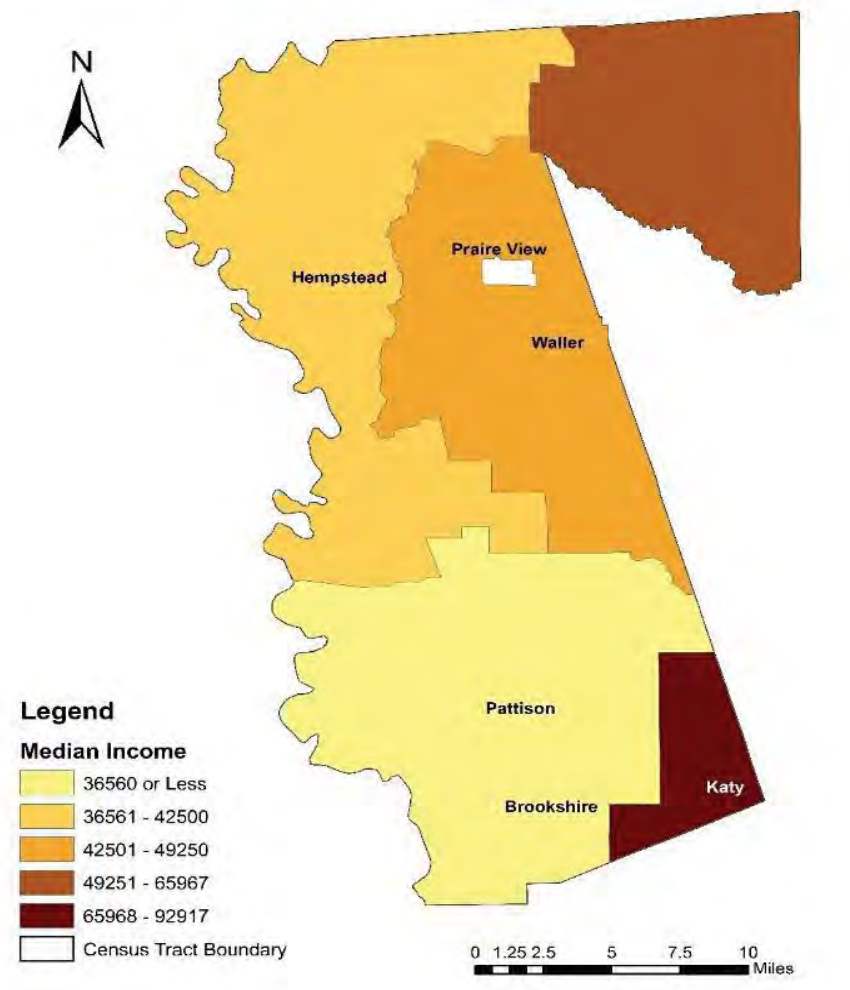 N
Praire View
Hempstead
Waller
Pattison
Katy
Brookshire
Legend
Median Income
36560 or Less
36561 - 42500
42501 - 49250
49251 - 65967
65968 - 92917
Census Tract Boundary
0 1.25 2.5 5 7.5 10
Miles